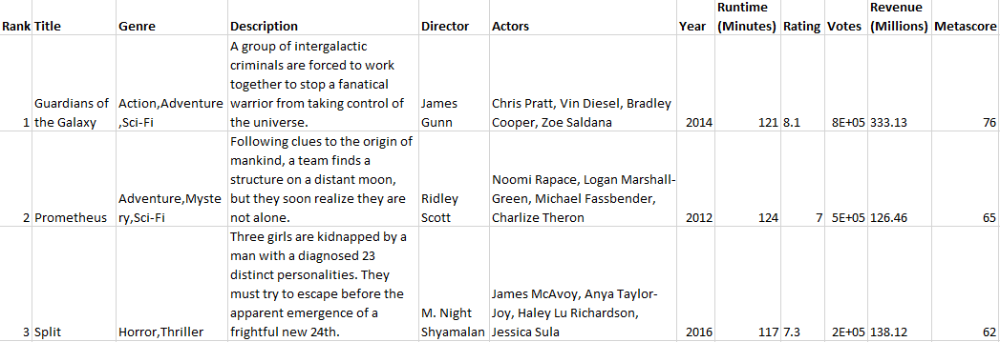 Rank Title Genre Description Director Actors Year Runtime (Minutes) Rating Votes Revenue (Millions) Metascore
1 Guardians of the Galaxy Action,Adventure,Sci-Fi A group of intergalactic criminals are forced to work together to stop a fanatical warrior from taking control of the universe. James Gunn Chris Pratt, Vin Diesel, Bradley Cooper, Zoe Saldana 2014 121 8.1 8E+05 333.13 76
2 Prometheus Adventure,Mystery,Sci-Fi Following clues to the origin of mankind, a team finds a structure on a distant moon, but they soon realize they are not alone. Ridley Scott Noomi Rapace, Logan Marshall-Green, Michael Fassbender, Charlize Theron 2012 124 7 5E+05 126.46 65
3 Split Horror,Thriller Three girls are kidnapped by a man with a diagnosed 23 distinct personalities. They must try to escape before the apparent emergence of a frightful new 24th. M. Night Shyamalan James McAvoy, Anya Taylor-Joy, Haley Lu Richardson, Jessica Sula 2016 117 7.3 2E+05 138.12 62